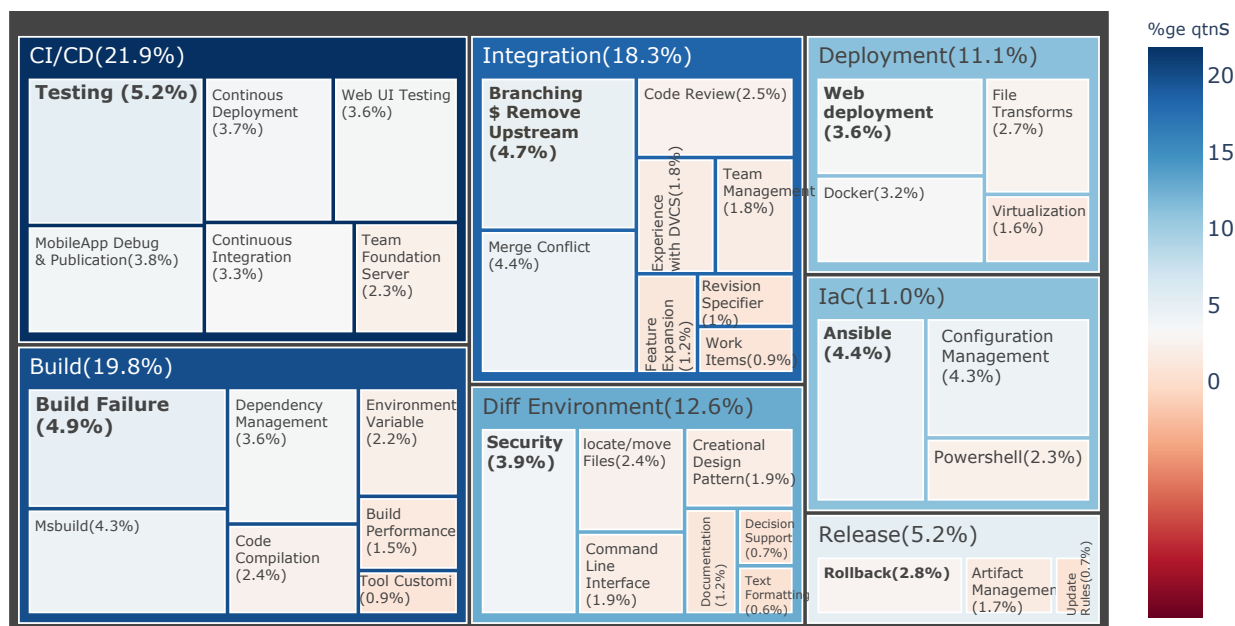 CI/CD(21.9%)
Testing (5.2%)
Continous
Deployment
(3.7%)
Web UI Testing
(3.6%)
MobileApp Debug
& Publication(3.8%)
Continuous
Integration
(3.3%)
Team
Foundation
Server
(2.3%)
Build(19.8%)
Build Failure
(4.9%)
Dependency
Management
(3.6%)
Environment
Variable
(2.2%)
Msbuild(4.3%)
Code
Compilation
(2.4%)
Build
Performance
(1.5%)
Tool Customi
(0.9%)
Integration(18.3%)
Branching
$ Remove
Upstream
(4.7%)
Code Review(2.5%)
Experience
with DVCS(1.8%)
Team
Management
(1.8%)
Merge Conflict
(4.4%)
Feature
Expansion
(1.2%)
Revision
Specifier
(1%)
Work
Items(0.9%)
Diff Environment(12.6%)
Security
(3.9%)
locate/move
Files(2.4%)
Creational
Design
Pattern(1.9%)
Command
Line
Interface
(1.9%)
Documentation
(1.2%)
Decision
Support
(0.7%)
Text
Formatting
(0.6%)
Deployment(11.1%)
Web
deployment
(3.6%)
File
Transforms
(2.7%)
Docker(3.2%)
Virtualization
(1.6%)
IaC(11.0%)
Ansible
(4.4%)
Configuration
Management
(4.3%)
Powershell(2.3%)
Release(5.2%)
Rollback(2.8%)
Artifact
Managemen
(1.7%)
Update
Rules(0.7%)
%ge qtnS
20
15
10
5
0